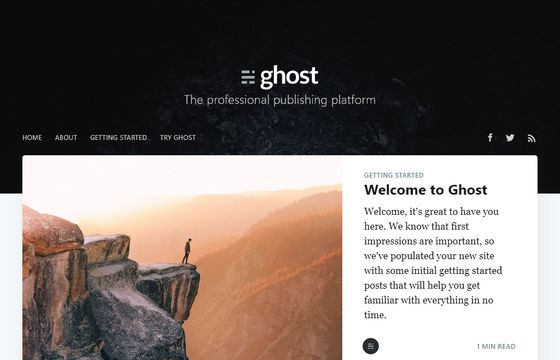 ghost
The professional publishing platform
HOME ABOUT GETTING STARTED TRY GHOST
GETTING STARTED
Welcome to Ghost
Welcome, it's great to have you
here. We know that first
impressions are important, so
we've populated your new site
with some initial getting started
posts that will help you get
familiar with everything in no
time.
1 MIN READ